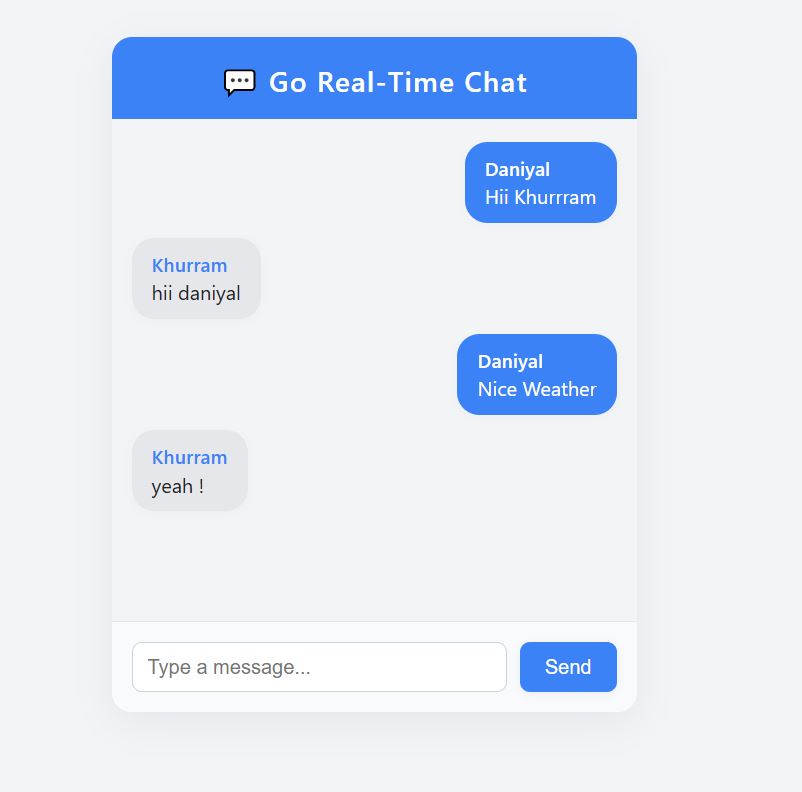 💬 Go Real-Time Chat
Daniyal
Hii Khurrram
Khurram
hii daniyal
Daniyal
Nice Weather
Khurram
yeah !
Type a message...
Send